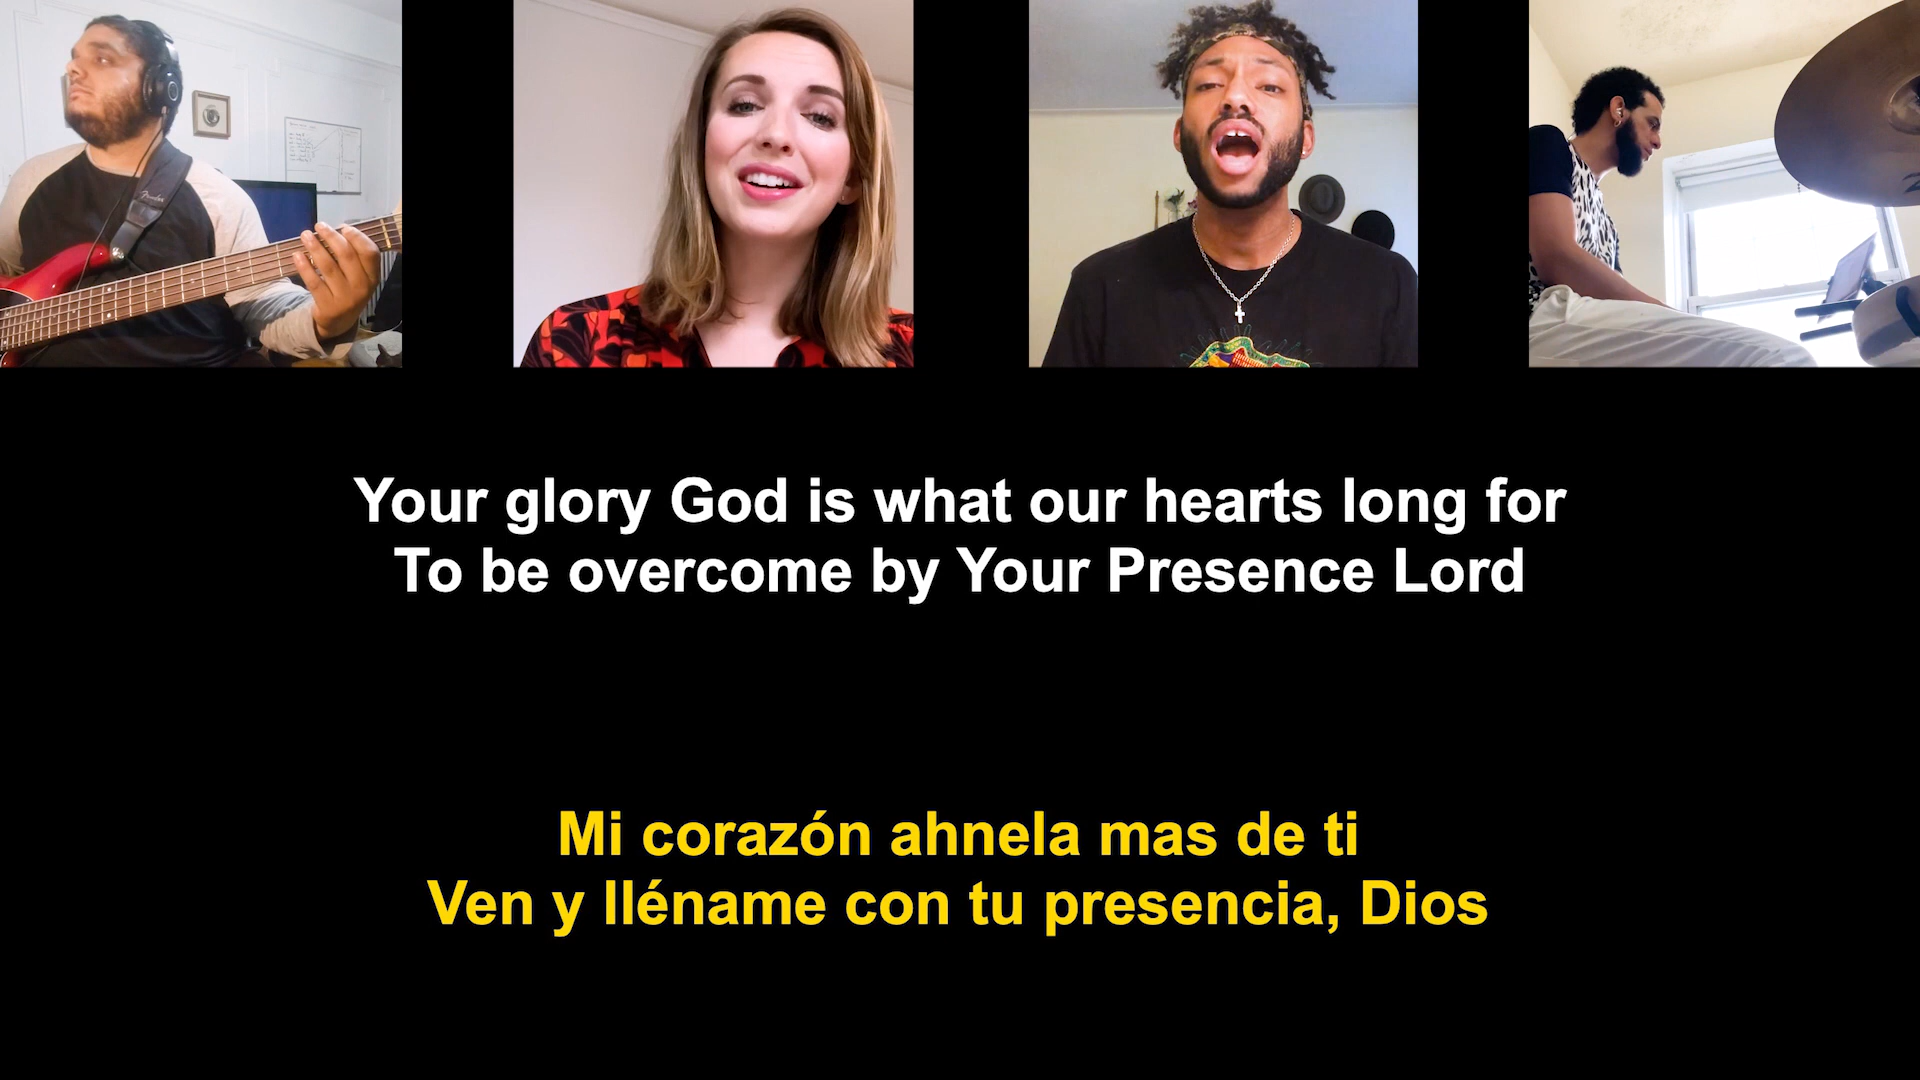 Fender
Your glory God is what our hearts long for
To be overcome by Your Presence Lord
Mi corazón ahnela mas de ti
Ven y lléname con tu presencia, Dios